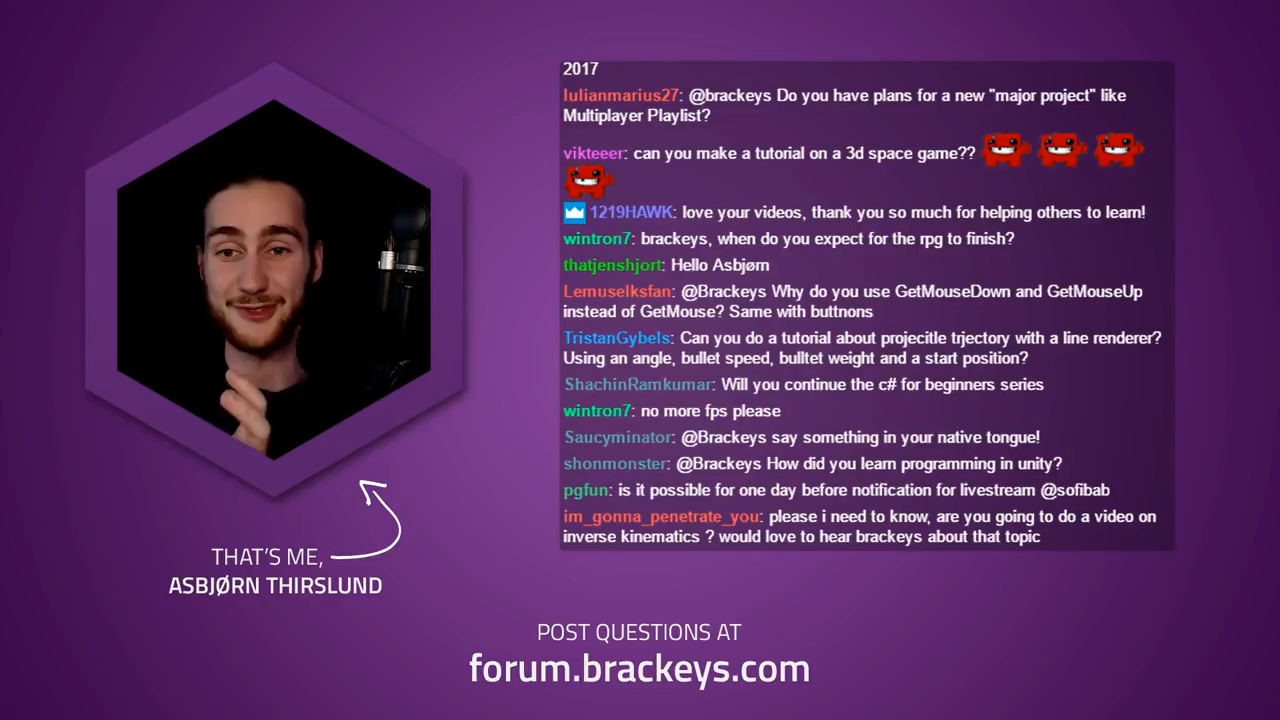 2017
Iulianmarius27: @brackeys Do you have plans for a new "major project" like
Multiplayer Playlist?
vikteeer: can you make a tutorial on a 3d space game??
1219HAWK: love your videos, thank you so much for helping others to learn!
wintron7: brackeys, when do you expect for the rpg to finish?
thatjenshjort: Hello Asbjørn
Lemuselksfan: @Brackeys Why do you use GetMouseDown and GetMouseUp
instead of GetMouse? Same with buttnons
TristanGybels: Can you do a tutorial about projecitle trjectory with a line renderer?
Using an angle, bullet speed, bulltet weight and a start position?
ShachinRamkumar: Will you continue the c# for beginners series
wintron7: no more fps please
Saucyminator: @Brackeys say something in your native tongue!
shonmonster: @Brackeys How did you learn programming in unity?
pgfun: is it possible for one day before notification for livestream @sofibab
im_gonna_penetrate_you: please i need to know, are you going to do a video on
inverse kinematics ? would love to hear brackeys about that topic
THAT'S ME,
ASBJØRN THIRSLUND
POST QUESTIONS AT
forum.brackeys.com